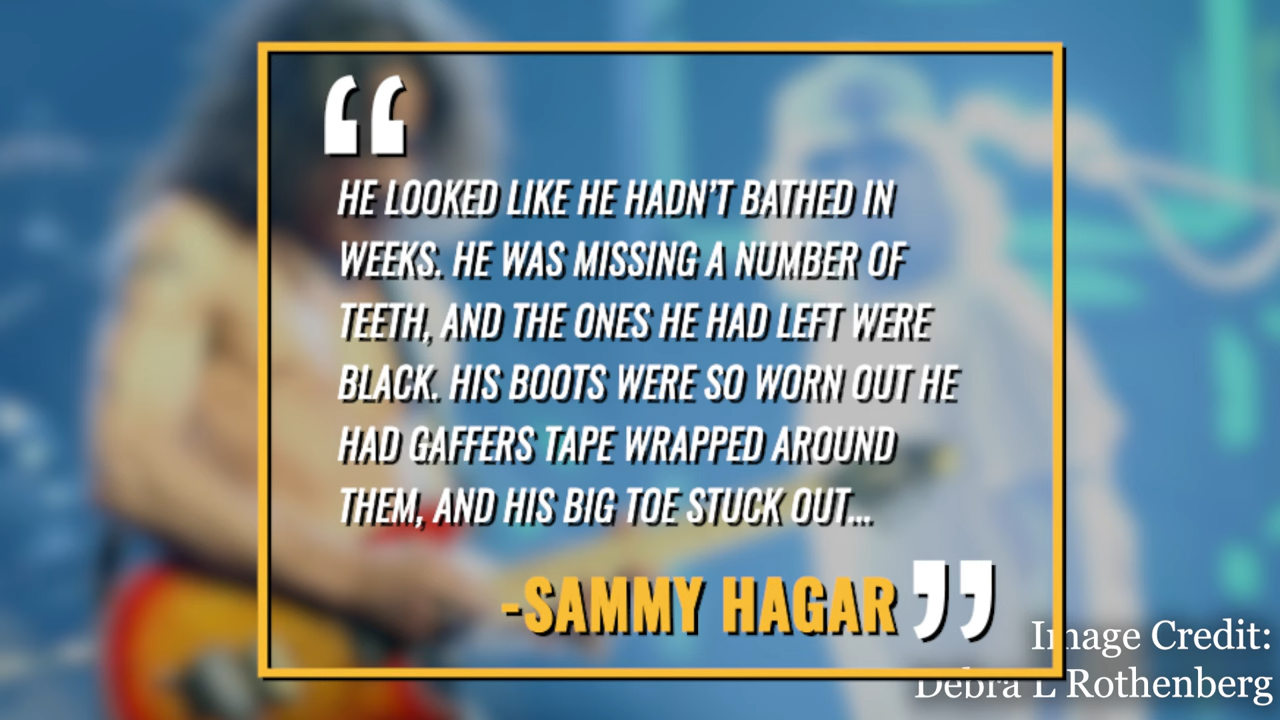 “
HE LOOKED LIKE HE HADN’T BATHED IN
WEEKS. HE WAS MISSING A NUMBER OF
TEETH, AND THE ONES HE HAD LEFT WERE
BLACK. HIS BOOTS WERE SO WORN OUT HE
HAD GAFFERS TAPE WRAPPED AROUND
THEM, AND HIS BIG TOE STUCK OUT...
-SAMMY HAGAR ”
Image Credit:
Debra L Rothenberg